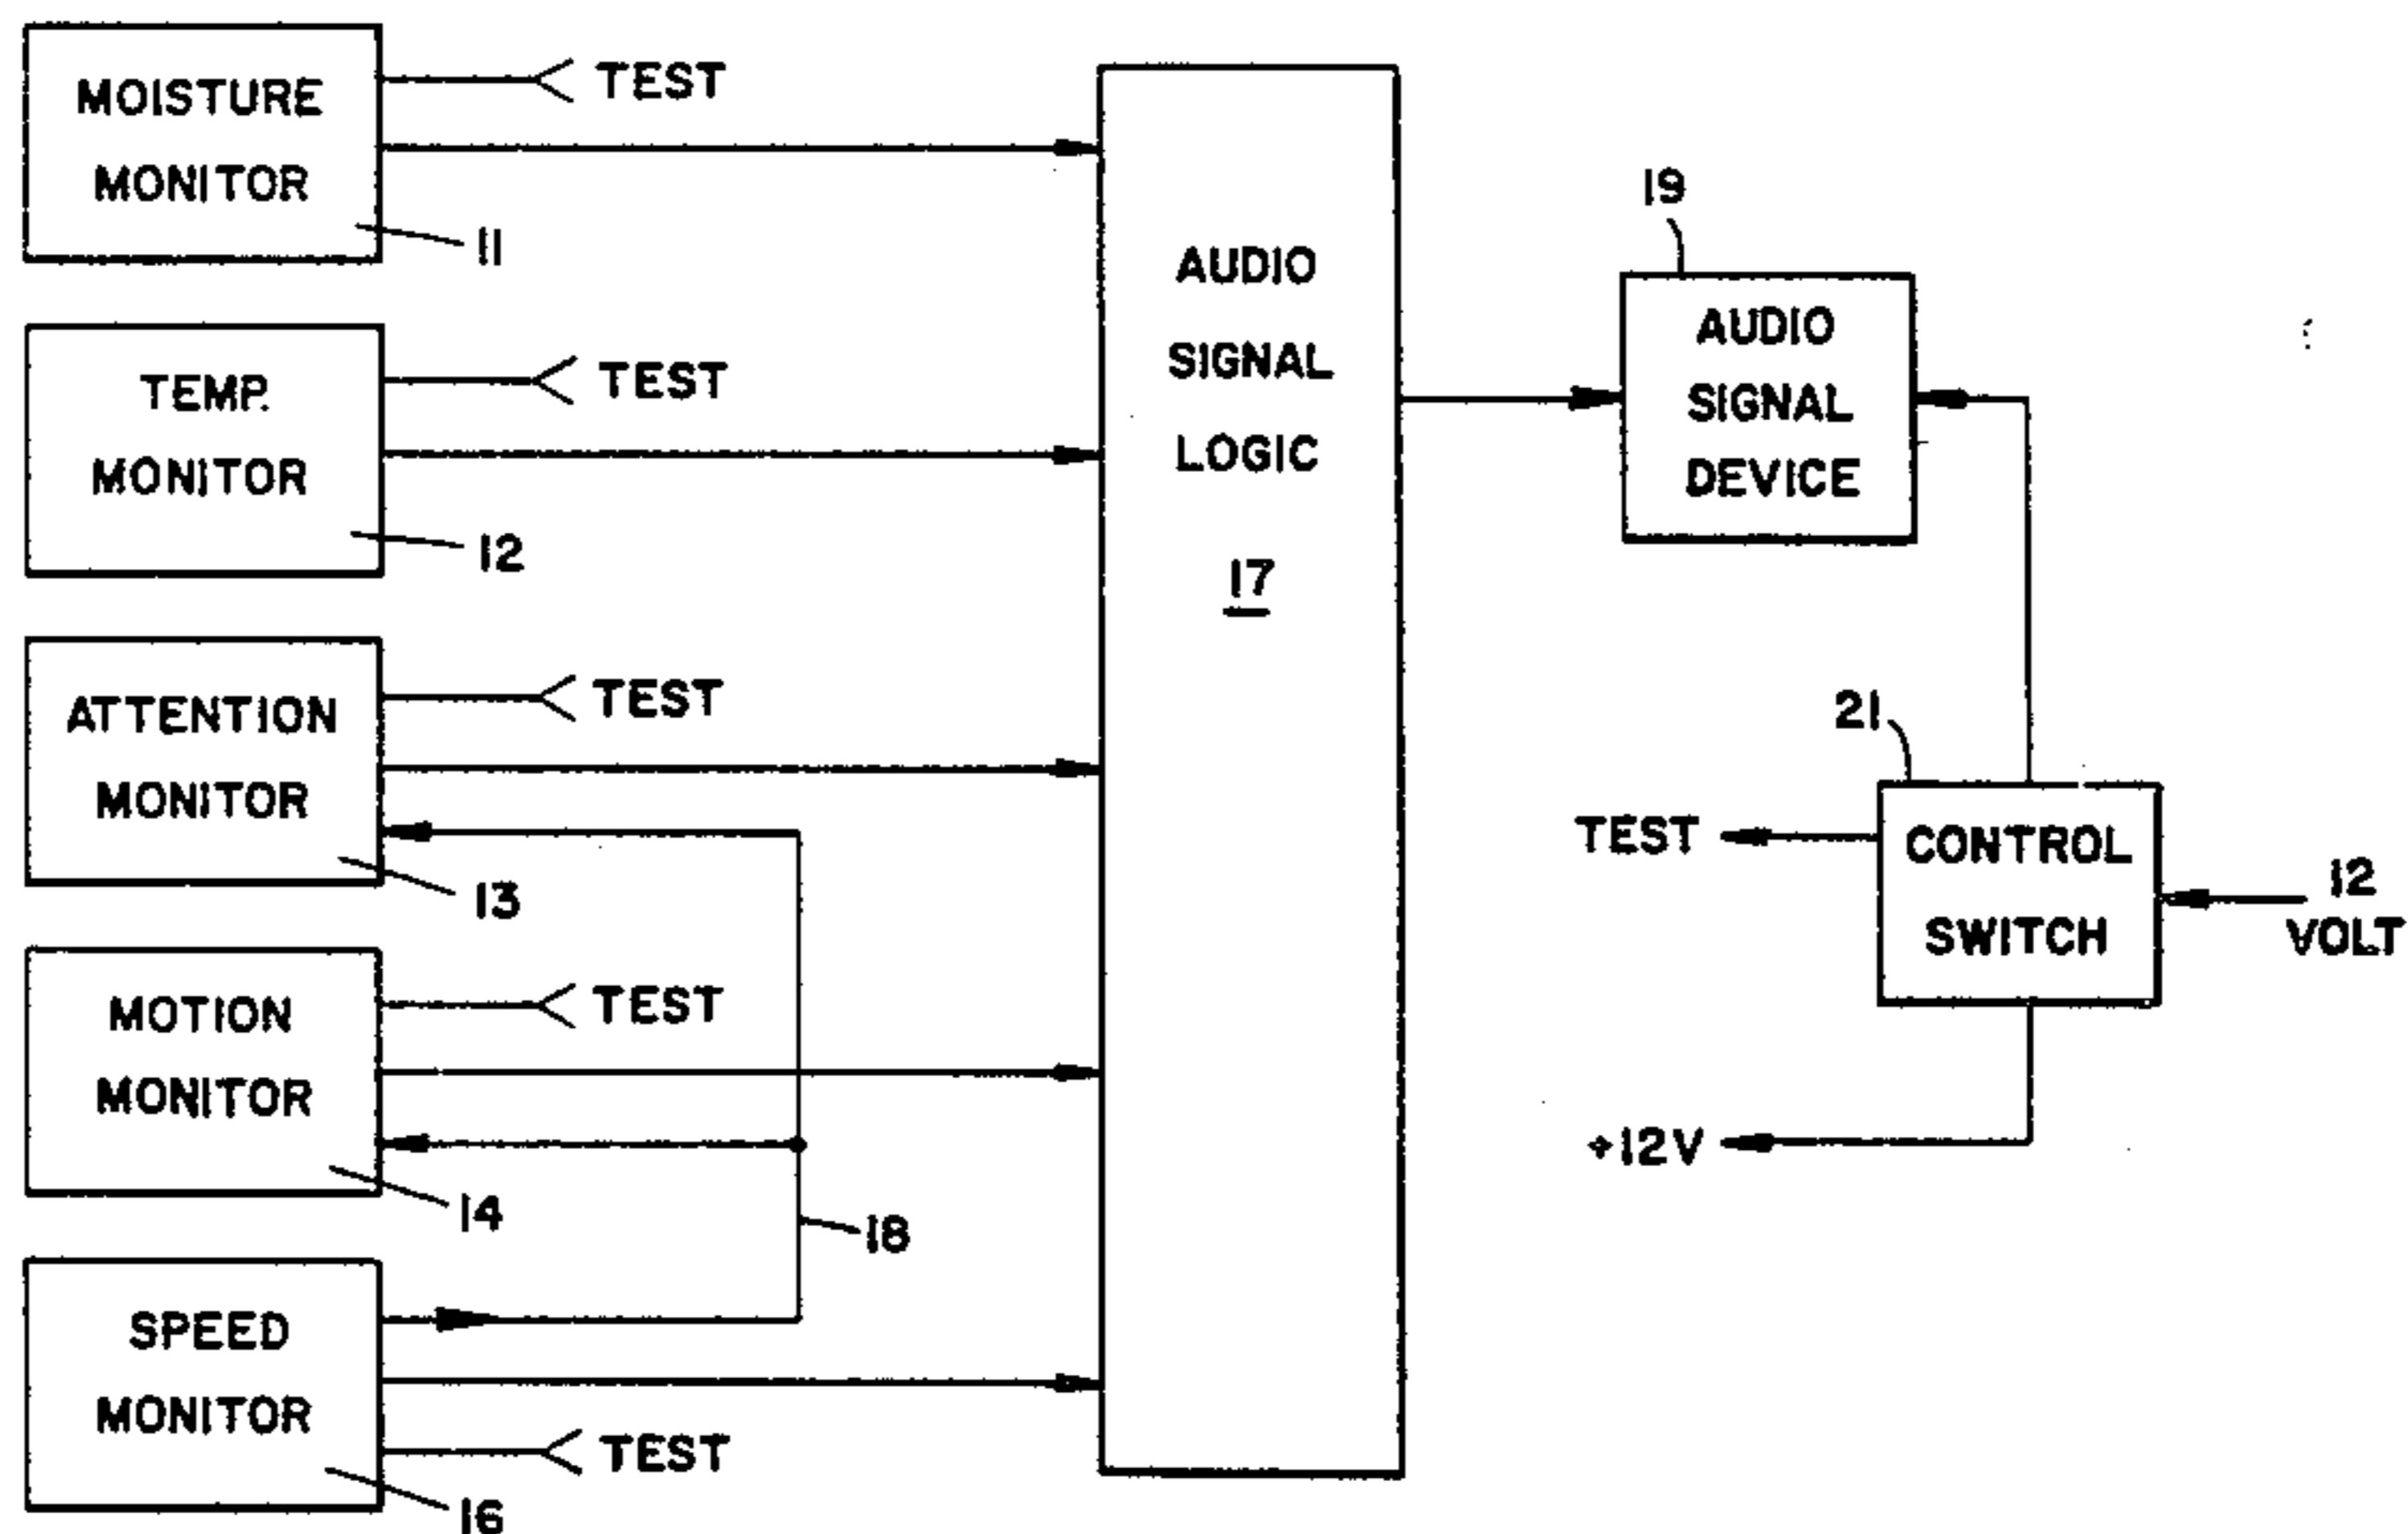 MOISTURE
MONITOR
11
TEST
TEMP.
MONITOR
12
TEST
ATTENTION
MONITOR
13
TEST
MOTION
MONITOR
14
TEST
18
SPEED
MONITOR
16
TEST
AUDIO
SIGNAL
LOGIC
17
19
AUDIO
SIGNAL
DEVICE
21
CONTROL
SWITCH
TEST
12
VOLT
+12V